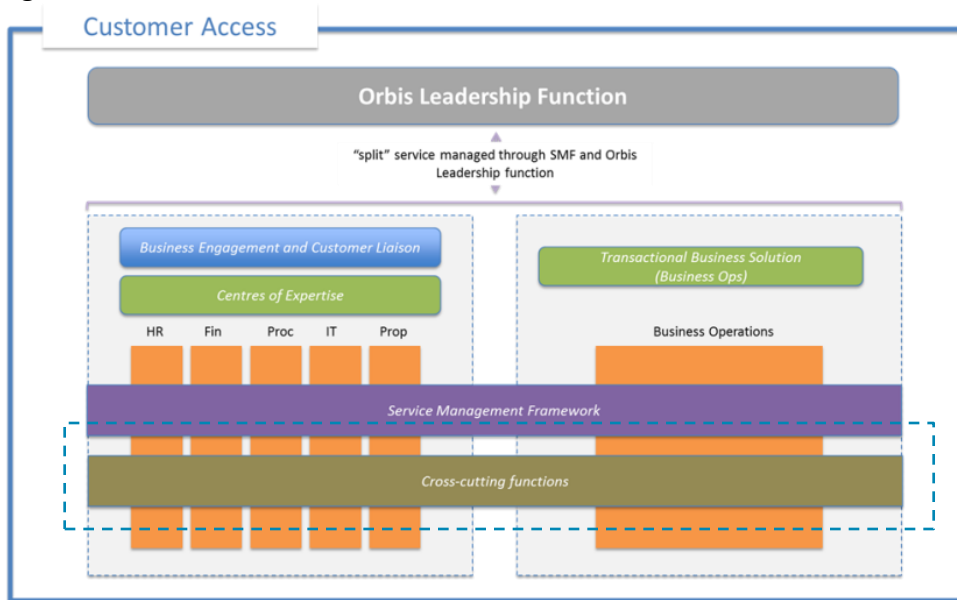 Customer Access
Orbis Leadership Function
“split” service managed through SMF and Orbis
Leadership function
Business Engagement and Customer Liaison
Transactional Business Solution
(Business Ops)
Centres of Expertise
HR Fin Proc IT Prop
Business Operations
Service Management Framework
Cross-cutting functions